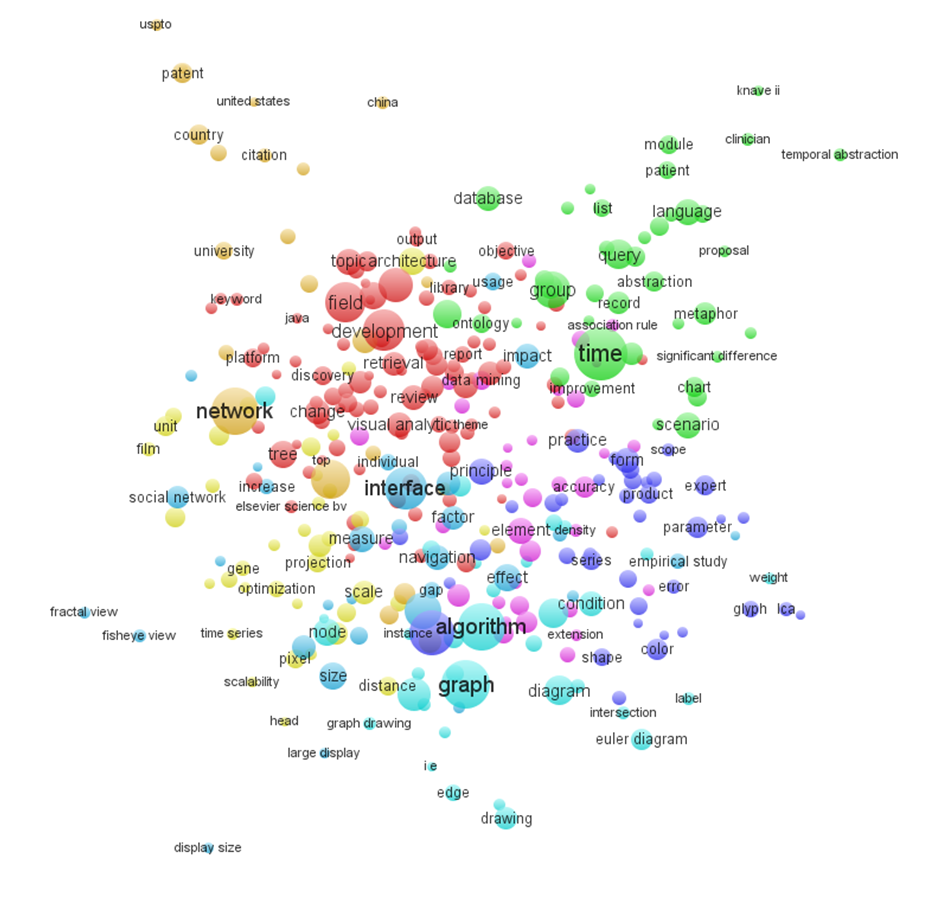 uspto
patent
united states
china
knave ii
country
clinician
module
citation
temporal abstraction
patient
database
list
language
output
university
objective
proposal
query
topic
architecture
usage
abstraction
library
group
keyword
field
record
metaphor
java
ontology
association rule
development
time
report
impact
significant difference
platform
retrieval
discovery
data mining
improvement
chart
review
network
change
visual analytic
theme
scenario
unit
practice
film
scope
tree
top
individual
form
principle
increase
interface
accuracy
expert
product
social network
elsevier science bv
factor
element
density
parameter
measure
navigation
series
empirical study
projection
gene
effect
weight
optimization
scale
gap
error
condition
fractal view
glyph
lca
fisheye view
time series
node
instance
algorithm
extension
pixel
shape
color
scalability
size
distance
graph
diagram
label
head
graph drawing
intersection
euler diagram
large display
i e
edge
drawing
display size